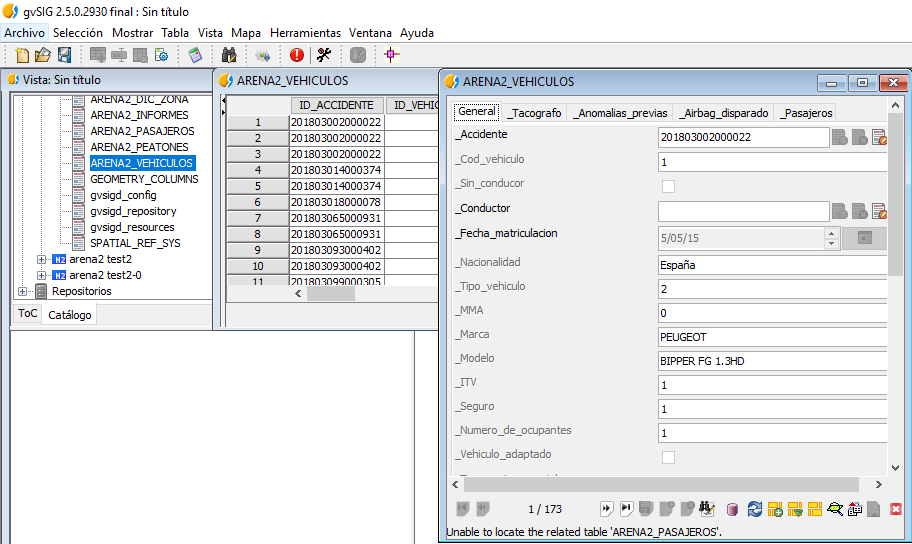 gvSIG 2.5.0.2930 final : Sin título
Archivo Selección Mostrar Tabla Vista Mapa Herramientas Ventana Ayuda
Vista: Sin título
ARENA2_DIC_ZONA
ARENA2_INFORMES
ARENA2_PASAJEROS
ARENA2_PEATONES
ARENA2_VEHICULOS
GEOMETRY_COLUMNS
gvsigd_config
gvsigd_repository
gvsigd_resources
SPATIAL_REF_SYS
H2 arena2 test2
H2 arena2 test2-0
Repositorios
ToC Catálogo
ARENA2_VEHICULOS
ID_ACCIDENTE ID_VEHIC
1 201803002000022
2 201803002000022
3 201803002000022
4 201803014000374
5 201803014000374
6 201803018000078
7 201803065000931
8 201803065000931
9 201803093000402
10 201803093000402
11 201803099000305
ARENA2_VEHICULOS
General _Tacografo _Anomalias_previas _Airbag_disparado _Pasajeros
_Accidente 201803002000022
_Cod_vehiculo 1
_Sin_conducor
_Conductor
_Fecha_matriculacion 5/05/15
_Nacionalidad España
_Tipo_vehiculo 2
_MMA 0
_Marca PEUGEOT
_Modelo BIPPER FG 1.3HD
_ITV 1
_Seguro 1
_Numero_de_ocupantes 1
_Vehiculo_adaptado
1 / 173
Unable to locate the related table 'ARENA2_PASAJEROS'.